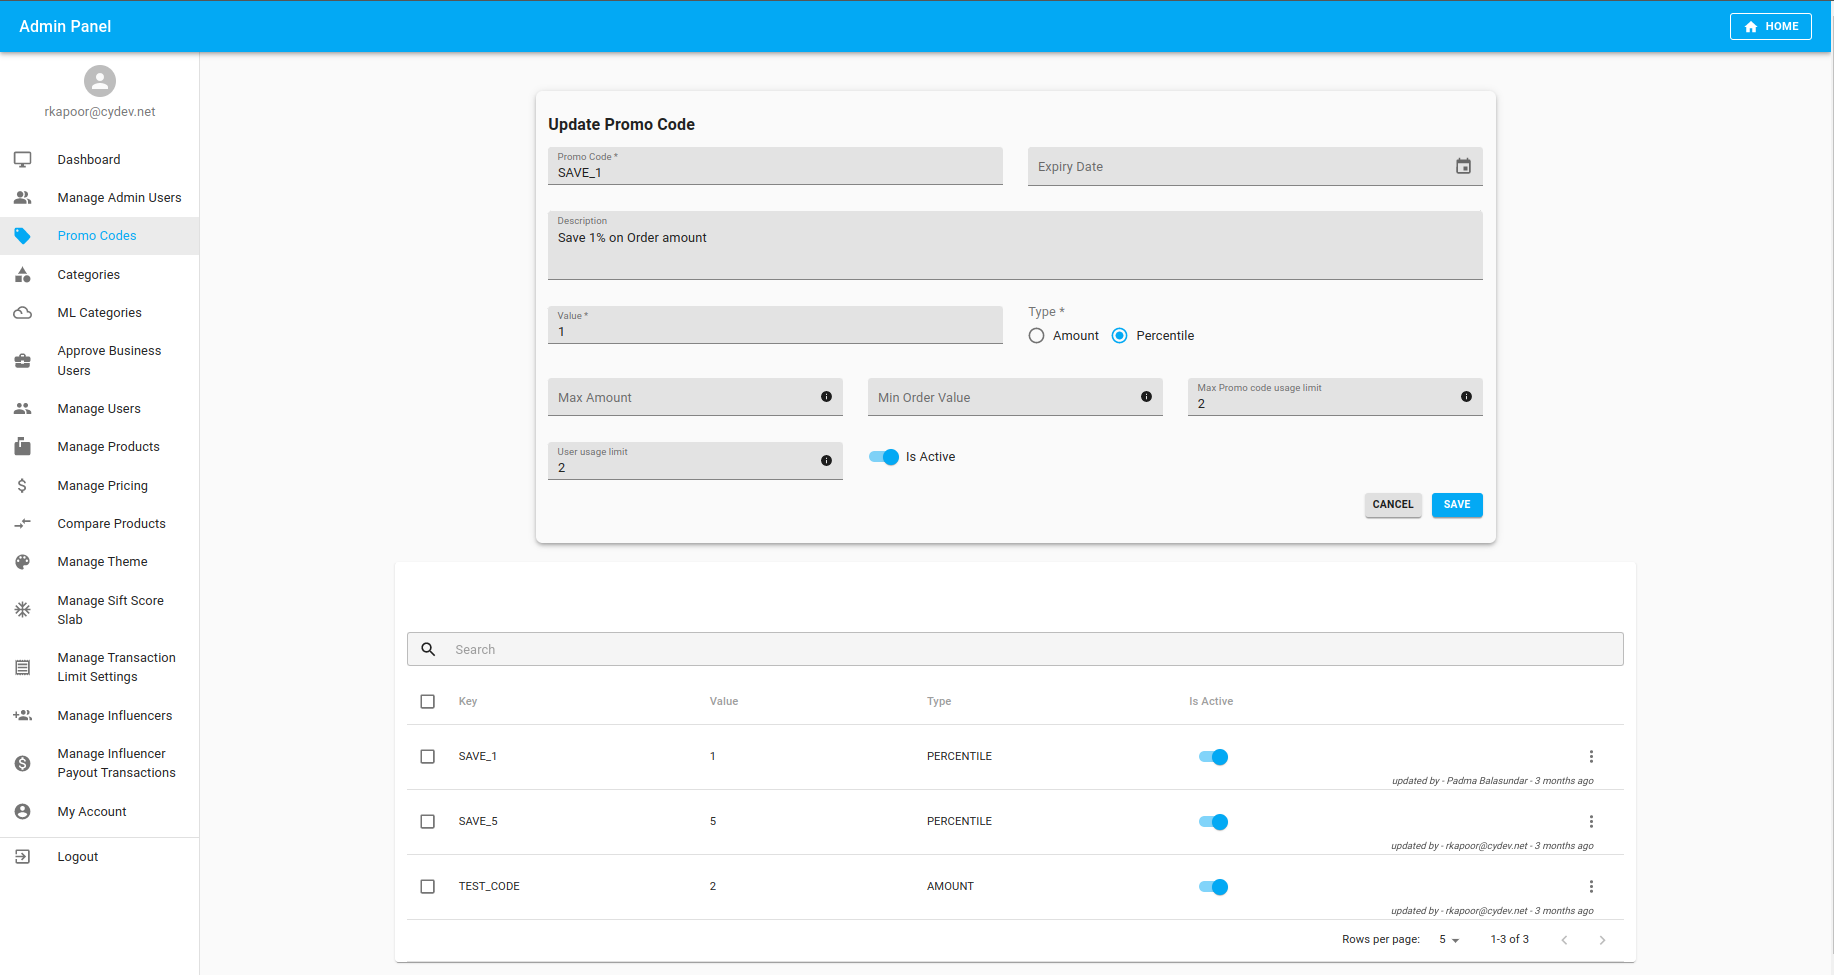 Admin Panel
HOME
rkapoor@cydev.net
Dashboard
Manage Admin Users
Promo Codes
Categories
ML Categories
Approve Business
Users
Manage Users
Manage Products
Manage Pricing
Compare Products
Manage Theme
Manage Sift Score
Slab
Manage Transaction
Limit Settings
Manage Influencers
Manage Influencer
Payout Transactions
My Account
Logout
Update Promo Code
Promo Code *
SAVE_1
Expiry Date
Description
Save 1% on Order amount
Value *
1
Type *
Amount Percentile
Max Amount
Min Order Value
Max Promo code usage limit
2
User usage limit
2
Is Active
CANCEL SAVE
Search
Key Value Type Is Active
SAVE_1 1 PERCENTILE
updated by - Padma Balasundar - 3 months ago
SAVE_5 5 PERCENTILE
updated by - rkapoor@cydev.net - 3 months ago
TEST_CODE 2 AMOUNT
updated by - rkapoor@cydev.net - 3 months ago
Rows per page: 5 1-3 of 3